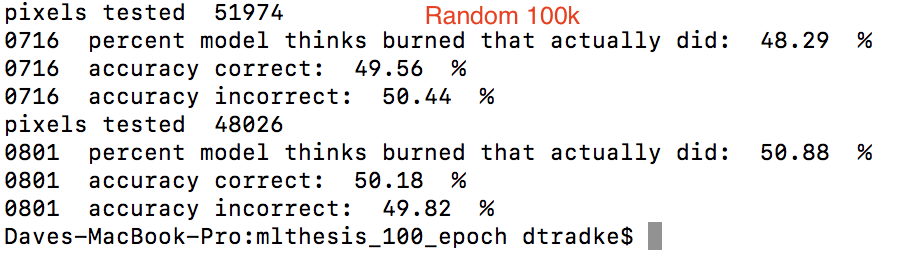 pixels tested  51974
Random 100k
0716  percent model thinks burned that actually did:  48.29  %
0716  accuracy correct:  49.56  %
0716  accuracy incorrect:  50.44  %
pixels tested  48026
0801  percent model thinks burned that actually did:  50.88  %
0801  accuracy correct:  50.18  %
0801  accuracy incorrect:  49.82  %
Daves-MacBook-Pro:mlthesis_100_epoch dtradke$